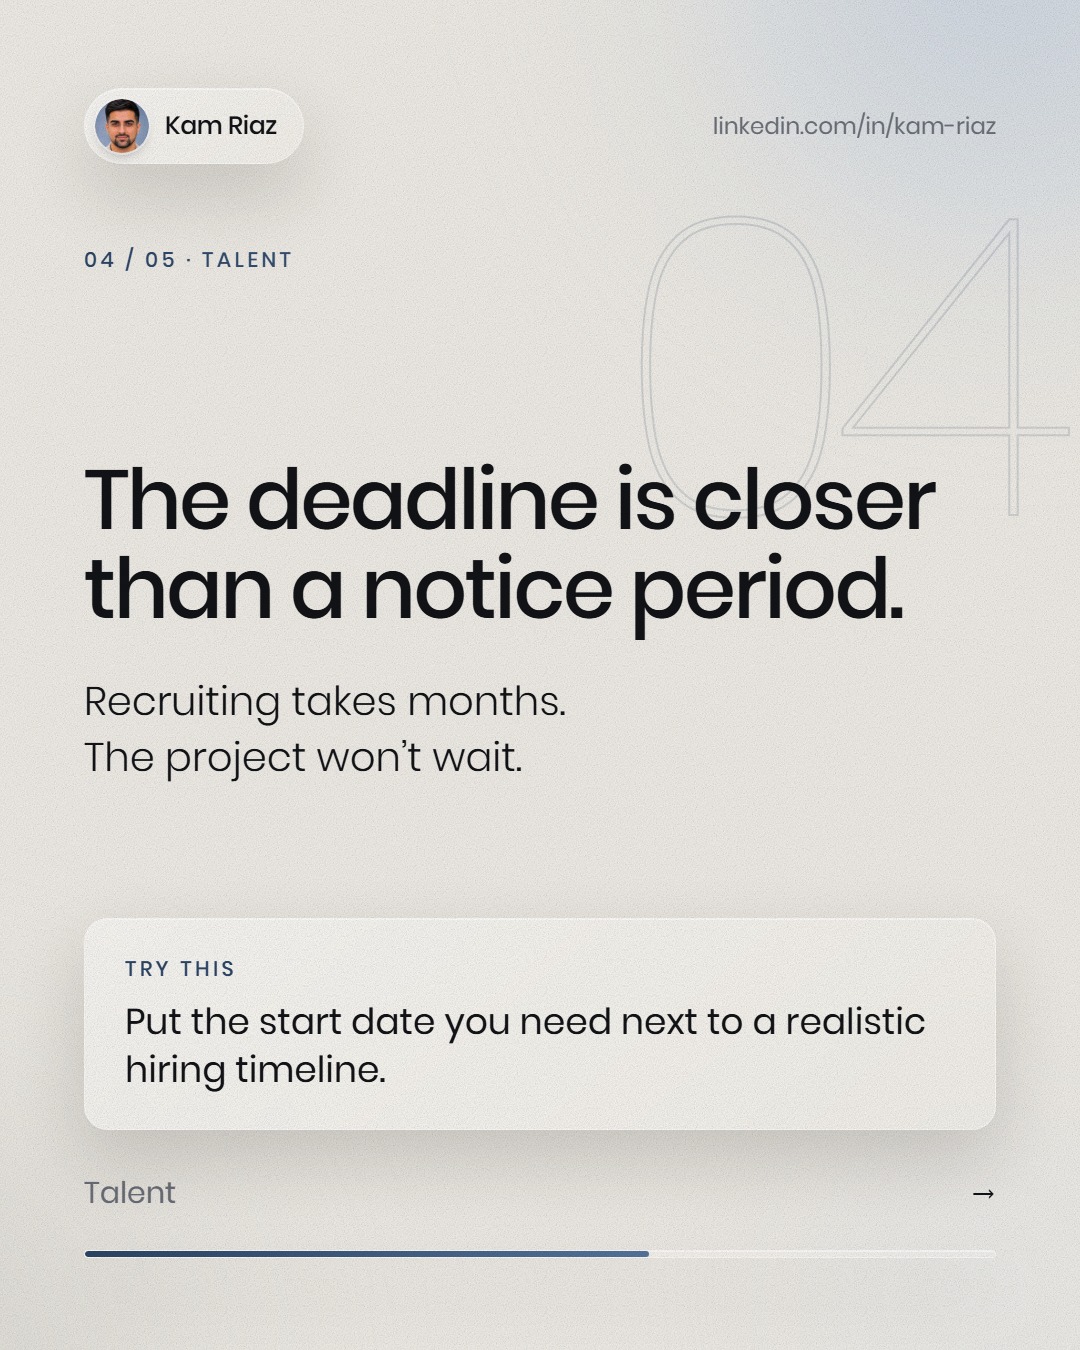 Kam Riaz
linkedin.com/in/kam-riaz
04 / 05 · TALENT
04
The deadline is closer
than a notice period.
Recruiting takes months.
The project won’t wait.
TRY THIS
Put the start date you need next to a realistic
hiring timeline.
Talent
→